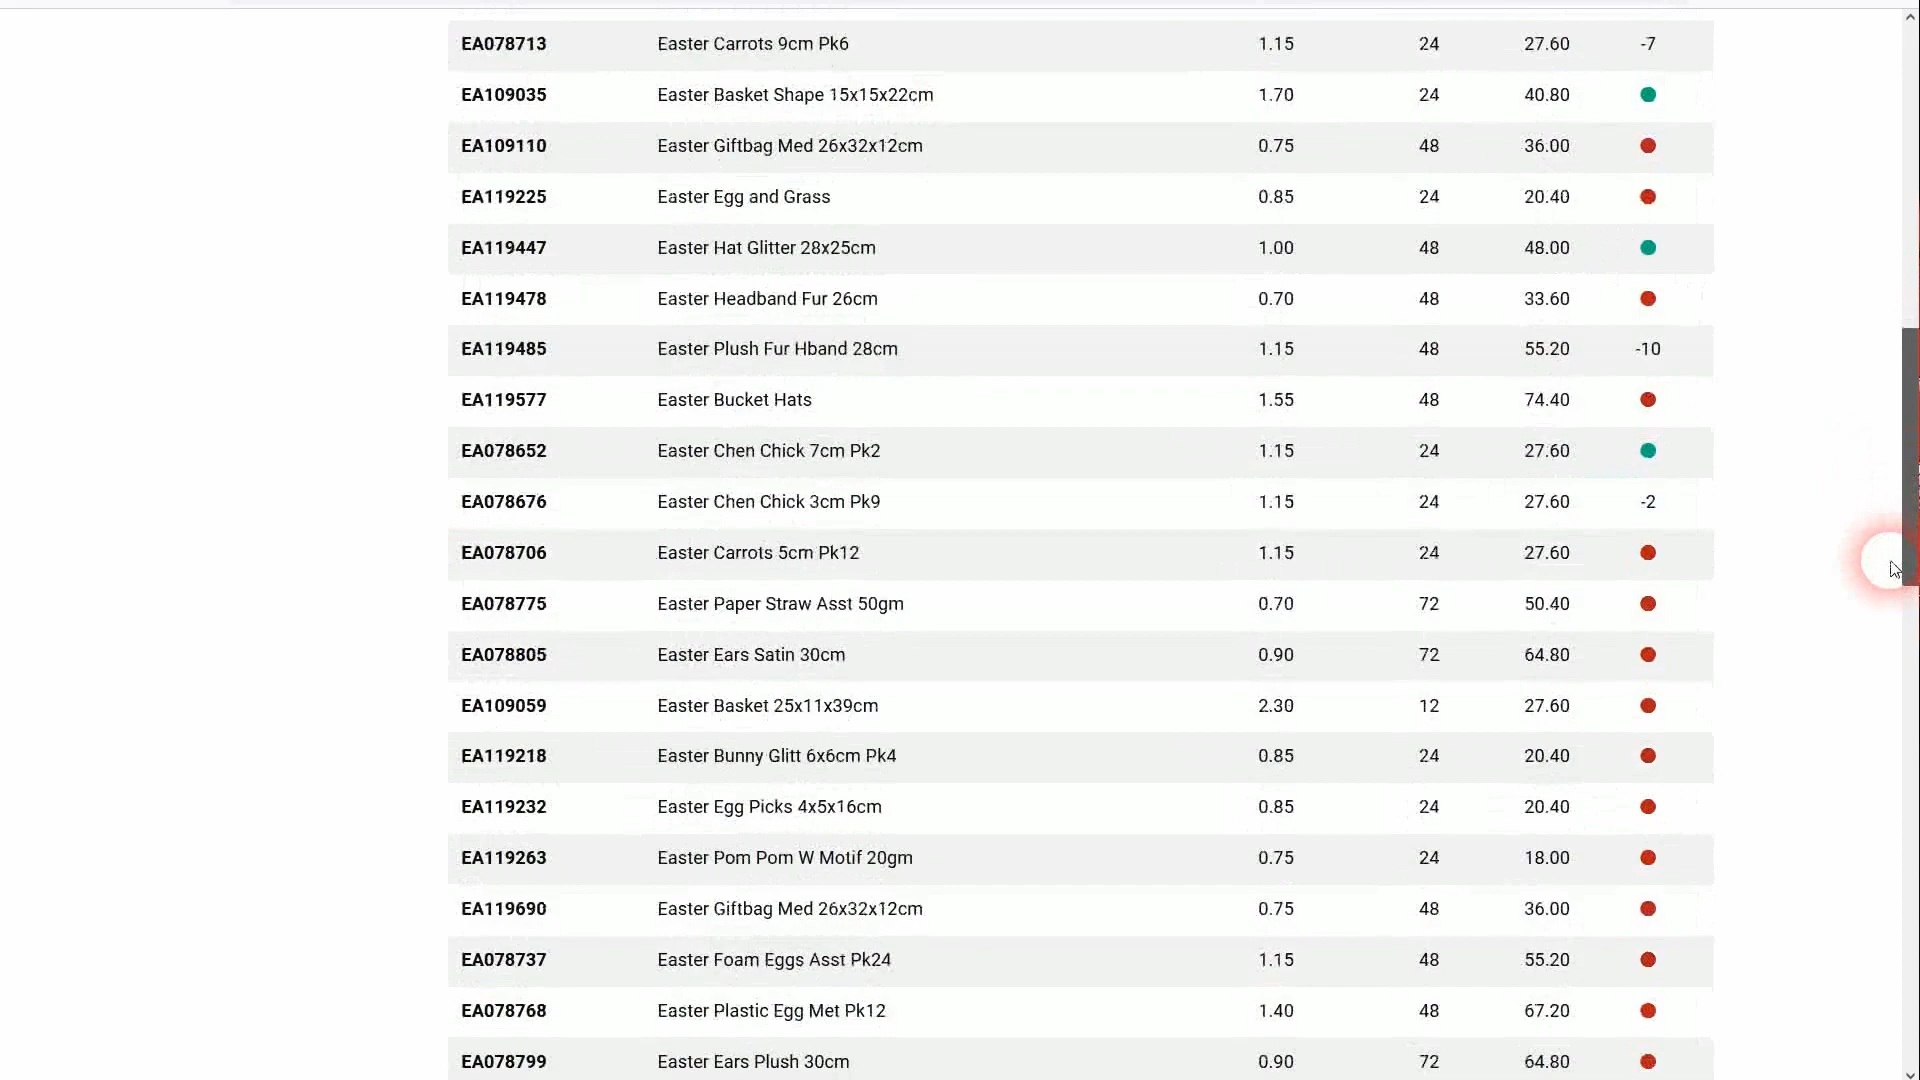 EA078713 Easter Carrots 9cm Pk6 1.15 24 27.60 -7
EA109035 Easter Basket Shape 15x15x22cm 1.70 24 40.80
EA109110 Easter Giftbag Med 26x32x12cm 0.75 48 36.00
EA119225 Easter Egg and Grass 0.85 24 20.40
EA119447 Easter Hat Glitter 28x25cm 1.00 48 48.00
EA119478 Easter Headband Fur 26cm 0.70 48 33.60
EA119485 Easter Plush Fur Hband 28cm 1.15 48 55.20 -10
EA119577 Easter Bucket Hats 1.55 48 74.40
EA078652 Easter Chen Chick 7cm Pk2 1.15 24 27.60
EA078676 Easter Chen Chick 3cm Pk9 1.15 24 27.60 -2
EA078706 Easter Carrots 5cm Pk12 1.15 24 27.60
EA078775 Easter Paper Straw Asst 50gm 0.70 72 50.40
EA078805 Easter Ears Satin 30cm 0.90 72 64.80
EA109059 Easter Basket 25x11x39cm 2.30 12 27.60
EA119218 Easter Bunny Glitt 6x6cm Pk4 0.85 24 20.40
EA119232 Easter Egg Picks 4x5x16cm 0.85 24 20.40
EA119263 Easter Pom Pom W Motif 20gm 0.75 24 18.00
EA119690 Easter Giftbag Med 26x32x12cm 0.75 48 36.00
EA078737 Easter Foam Eggs Asst Pk24 1.15 48 55.20
EA078768 Easter Plastic Egg Met Pk12 1.40 48 67.20
EA078799 Easter Ears Plush 30cm 0.90 72 64.80